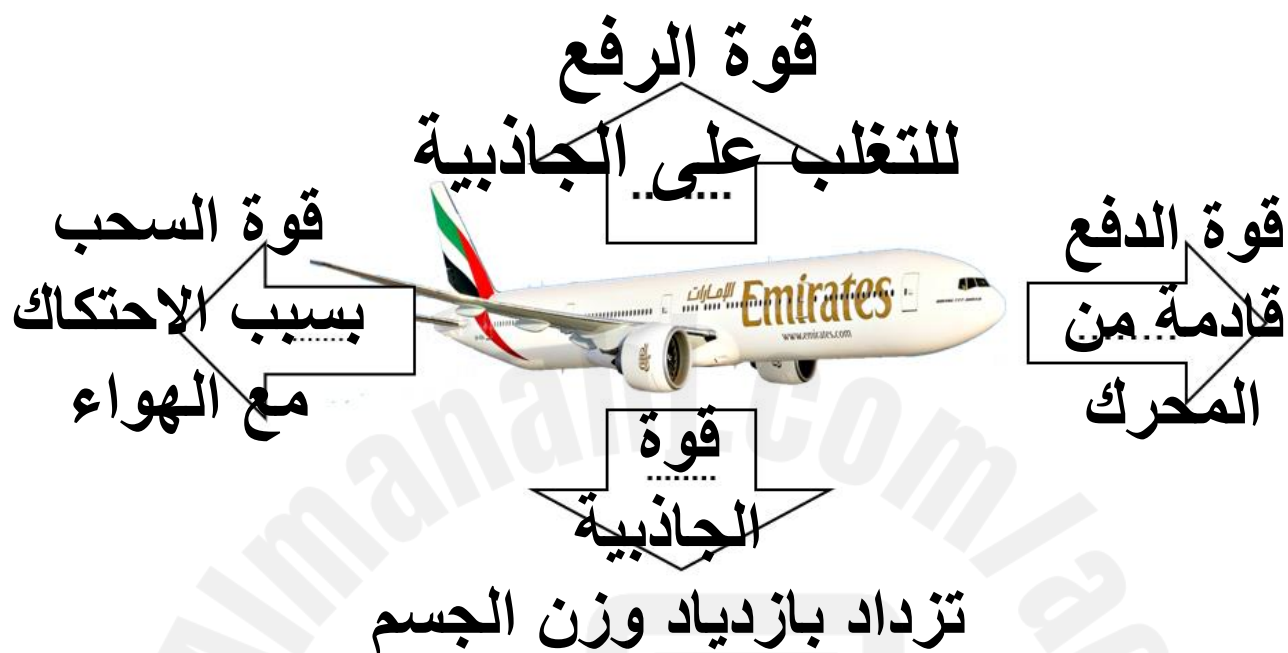 قوة الرفع
للتغلب على الجاذبية
........
قوة السحب
بسبب الاحتكاك
مع الهواء
........
قوة الدفع
قادمة من
المحرك
........
الإمارات Emirates
www.emirates.com
قوة
........
الجاذبية
تزداد بازدياد وزن الجسم